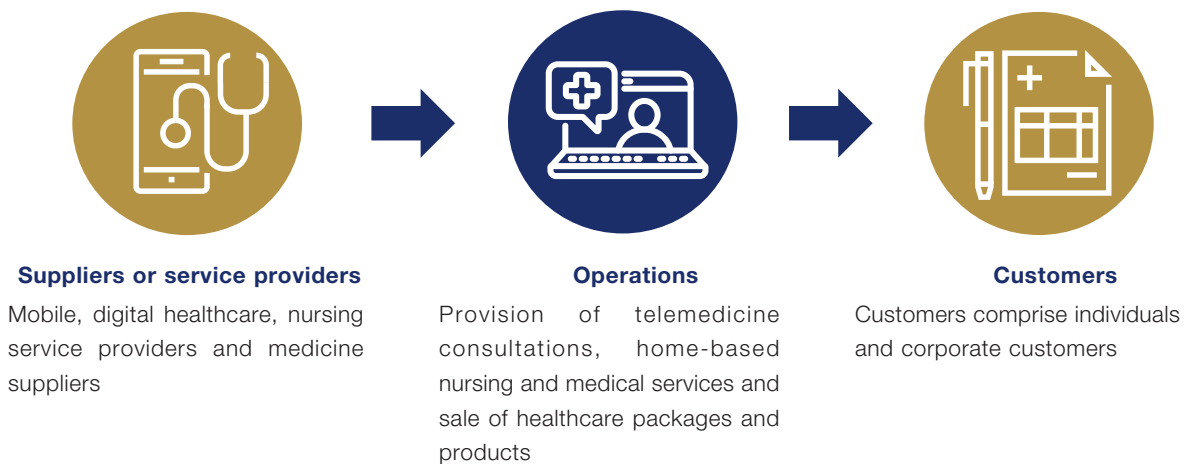 Suppliers or service providers
Mobile, digital healthcare, nursing
service providers and medicine
suppliers
Operations
Provision of telemedicine
consultations, home-based
nursing and medical services and
sale of healthcare packages and
products
Customers
Customers comprise individuals
and corporate customers